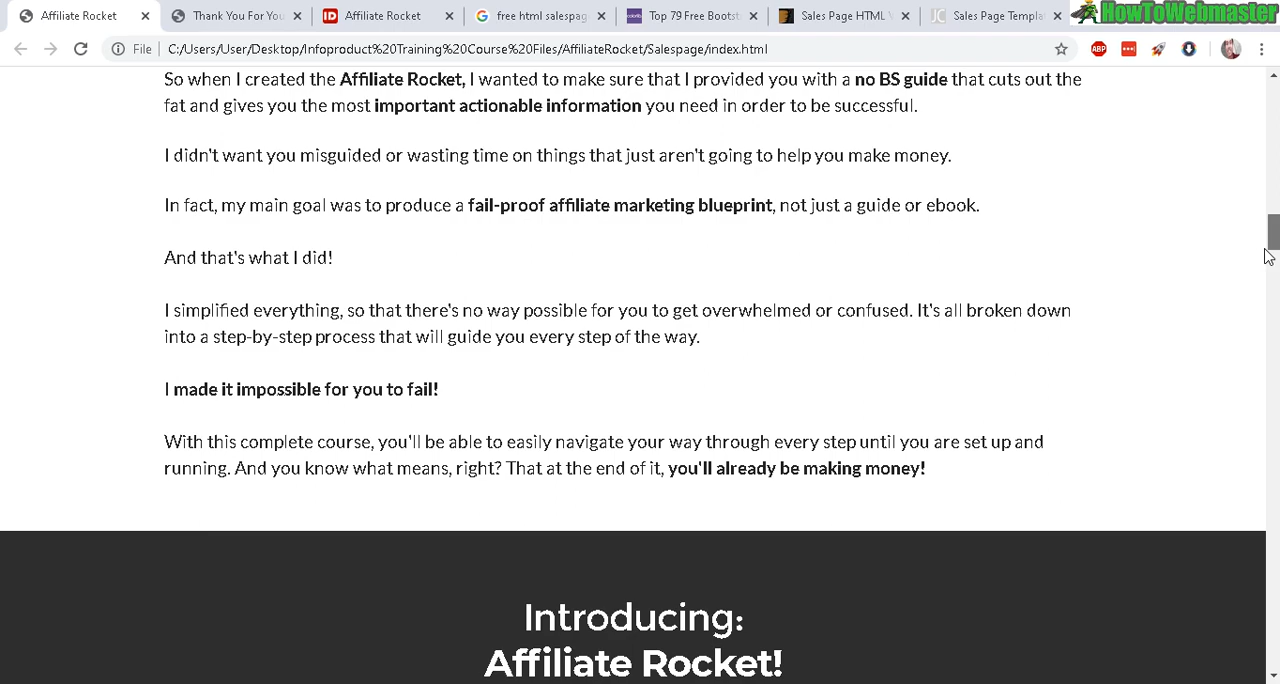 Affiliate Rocket
Thank You For You
Affiliate Rocket
free html salespag
Top 79 Free Bootst
Sales Page HTML
Sales Page Templa
HowToWebmaster
File
C:/Users/User/Desktop/Infoproduct%20Training%20Course%20Files/AffiliateRocket/Salespage/index.html
ABP
So when I created the Affiliate Rocket, I wanted to make sure that I provided you with a no BS guide that cuts out the
fat and gives you the most important actionable information you need in order to be successful.
I didn't want you misguided or wasting time on things that just aren't going to help you make money.
In fact, my main goal was to produce a fail-proof affiliate marketing blueprint, not just a guide or ebook.
And that's what I did!
I simplified everything, so that there's no way possible for you to get overwhelmed or confused. It's all broken down
into a step-by-step process that will guide you every step of the way.
I made it impossible for you to fail!
With this complete course, you'll be able to easily navigate your way through every step until you are set up and
running. And you know what means, right? That at the end of it, you'll already be making money!
Introducing:
Affiliate Rocket!